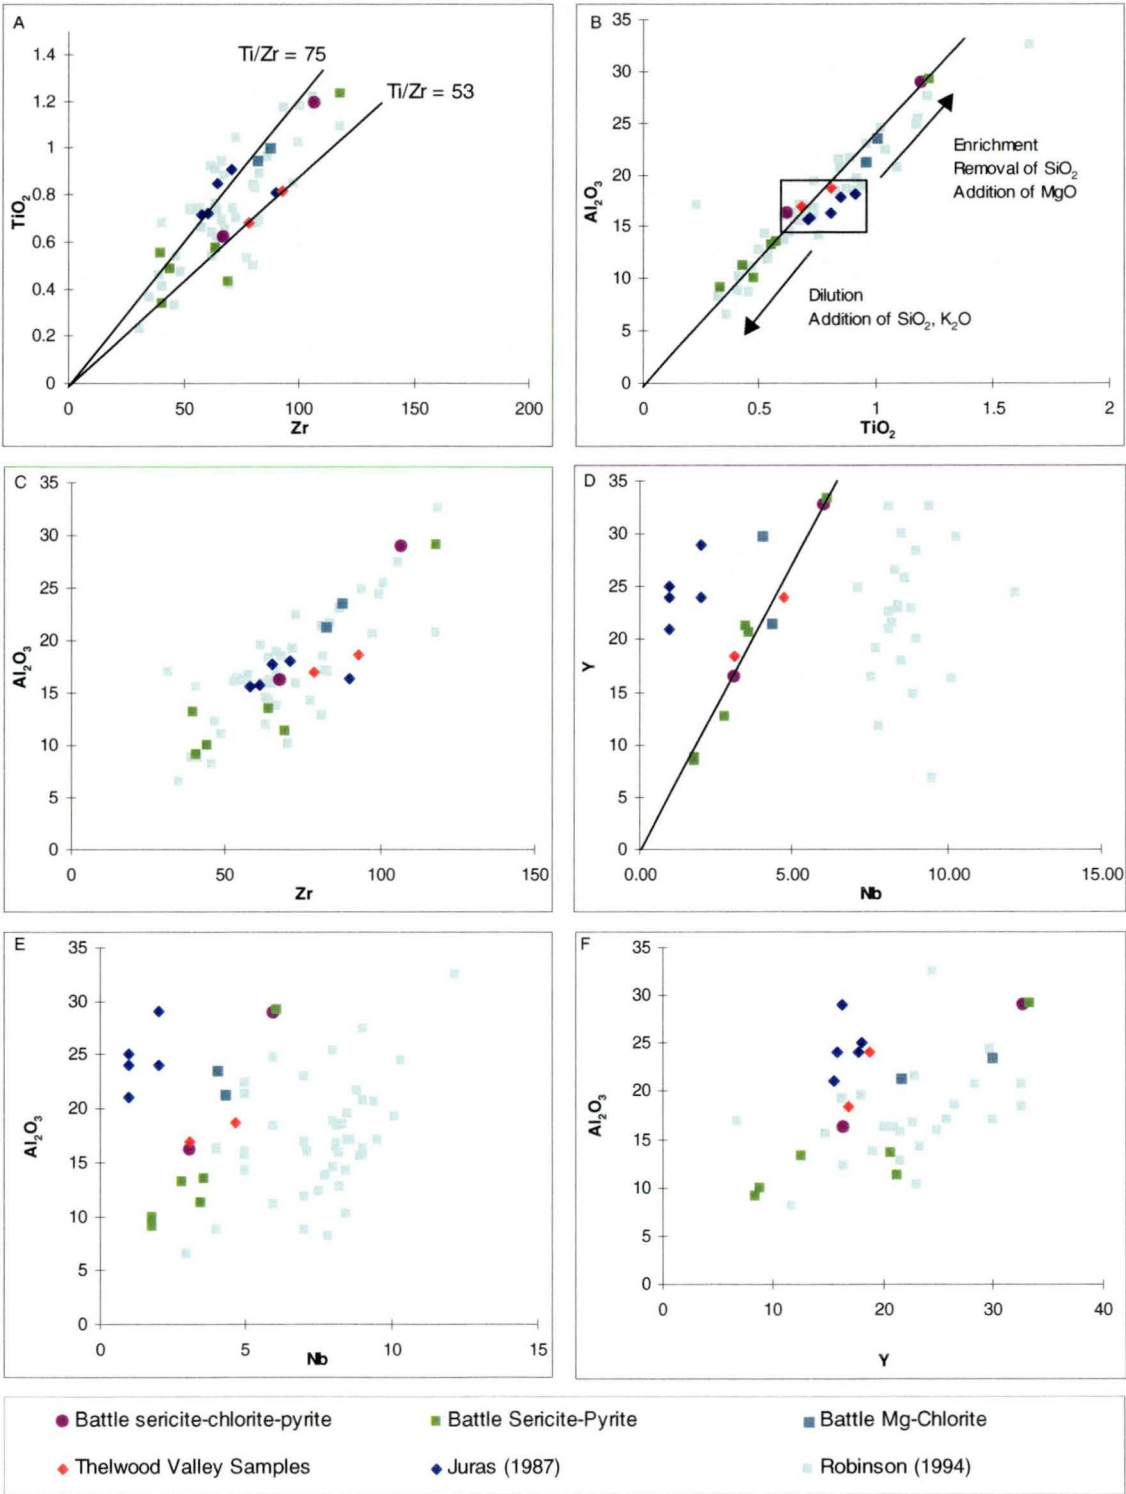 A
Ti/Zr = 75
Ti/Zr = 53
TiO₂
1.4
1.2
1
0.8
0.6
0.4
0.2
0
0 50 100 150 200
Zr
B
Al₂O₃
35
30
25
20
15
10
5
0
Enrichment
Removal of SiO₂
Addition of MgO
Dilution
Addition of SiO₂, K₂O
0 0.5 1 1.5 2
TiO₂
C
Al₂O₃
35
30
25
20
15
10
5
0
0 50 100 150
Zr
D
Y
35
30
25
20
15
10
5
0
0.00 5.00 10.00 15.00
Nb
E
Al₂O₃
35
30
25
20
15
10
5
0
0 5 10 15
Nb
F
Al₂O₃
35
30
25
20
15
10
5
0
0 10 20 30 40
Y
Battle sericite-chlorite-pyrite
Battle Sericite-Pyrite
Battle Mg-Chlorite
Thelwood Valley Samples
Juras (1987)
Robinson (1994)